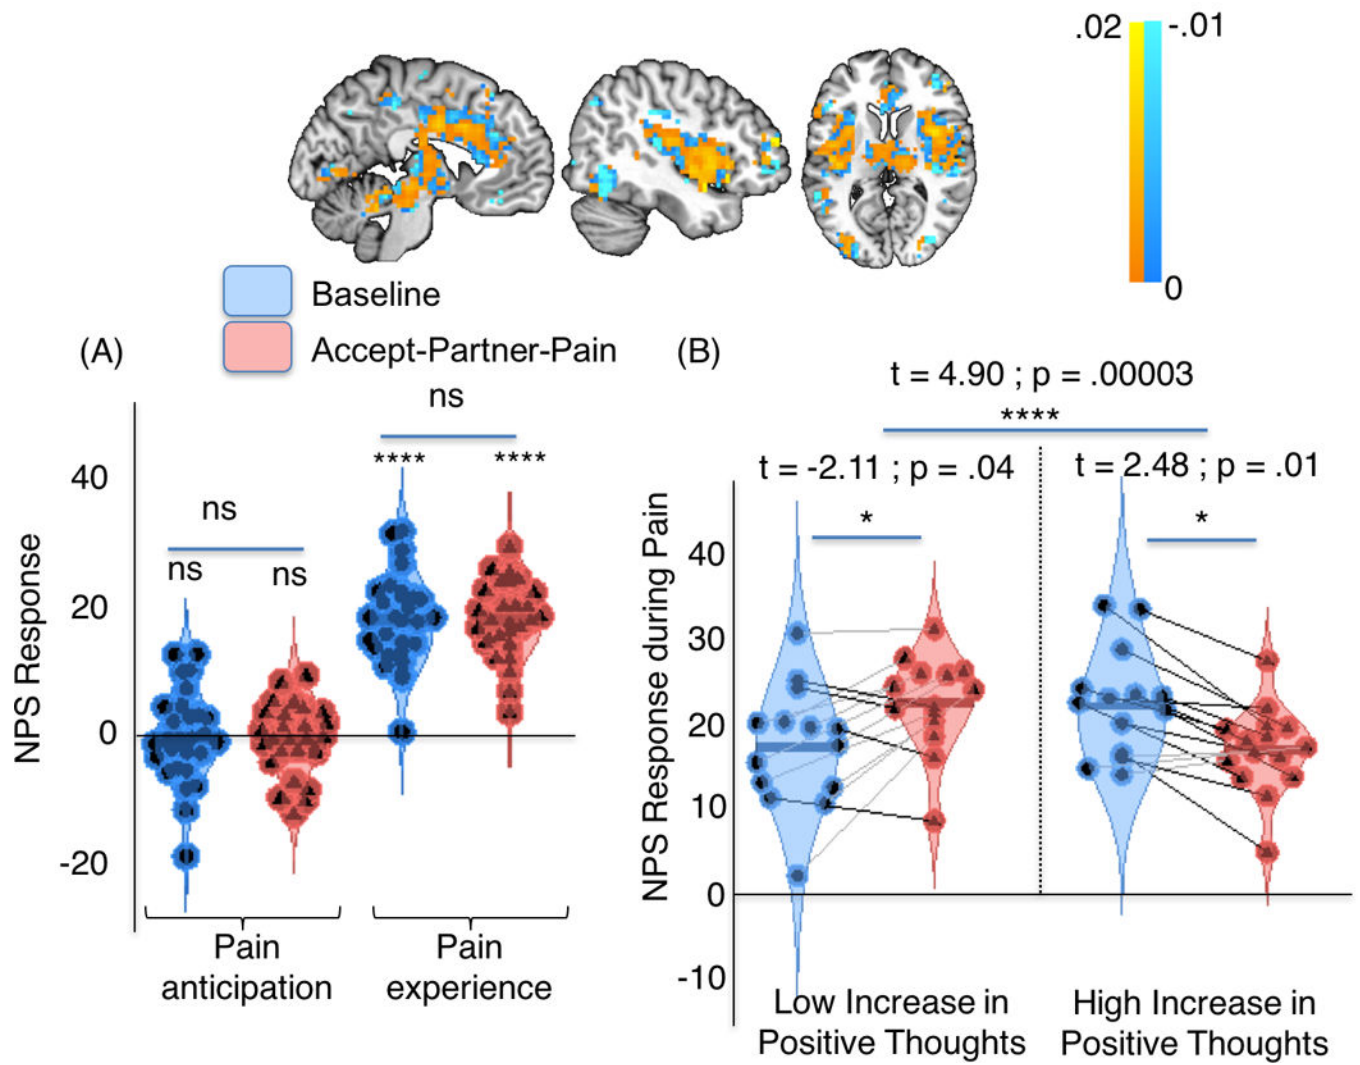 .02 -.01
0
Baseline
Accept-Partner-Pain
(A)
ns
40
20
0
-20
NPS Response
ns
ns
ns
**** ****
Pain anticipation
Pain experience
(B)
t = 4.90 ; p = .00003
****
t = -2.11 ; p = .04
t = 2.48 ; p = .01
*
*
NPS Response during Pain
40
30
20
10
0
-10
Low Increase in
Positive Thoughts
High Increase in
Positive Thoughts